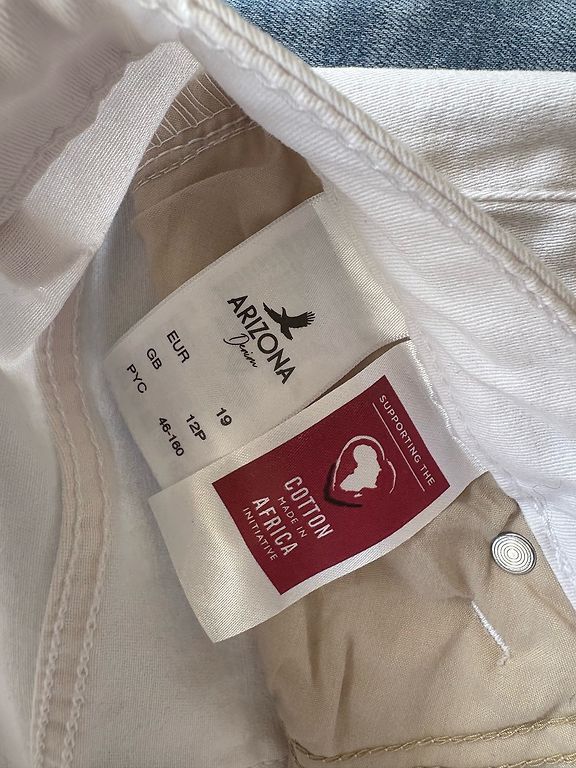 ARIZONA
Denim
EUR 19
GB 12P
РУС 46-160
SUPPORTING THE
COTTON
MADE IN
AFRICA
INITIATIVE